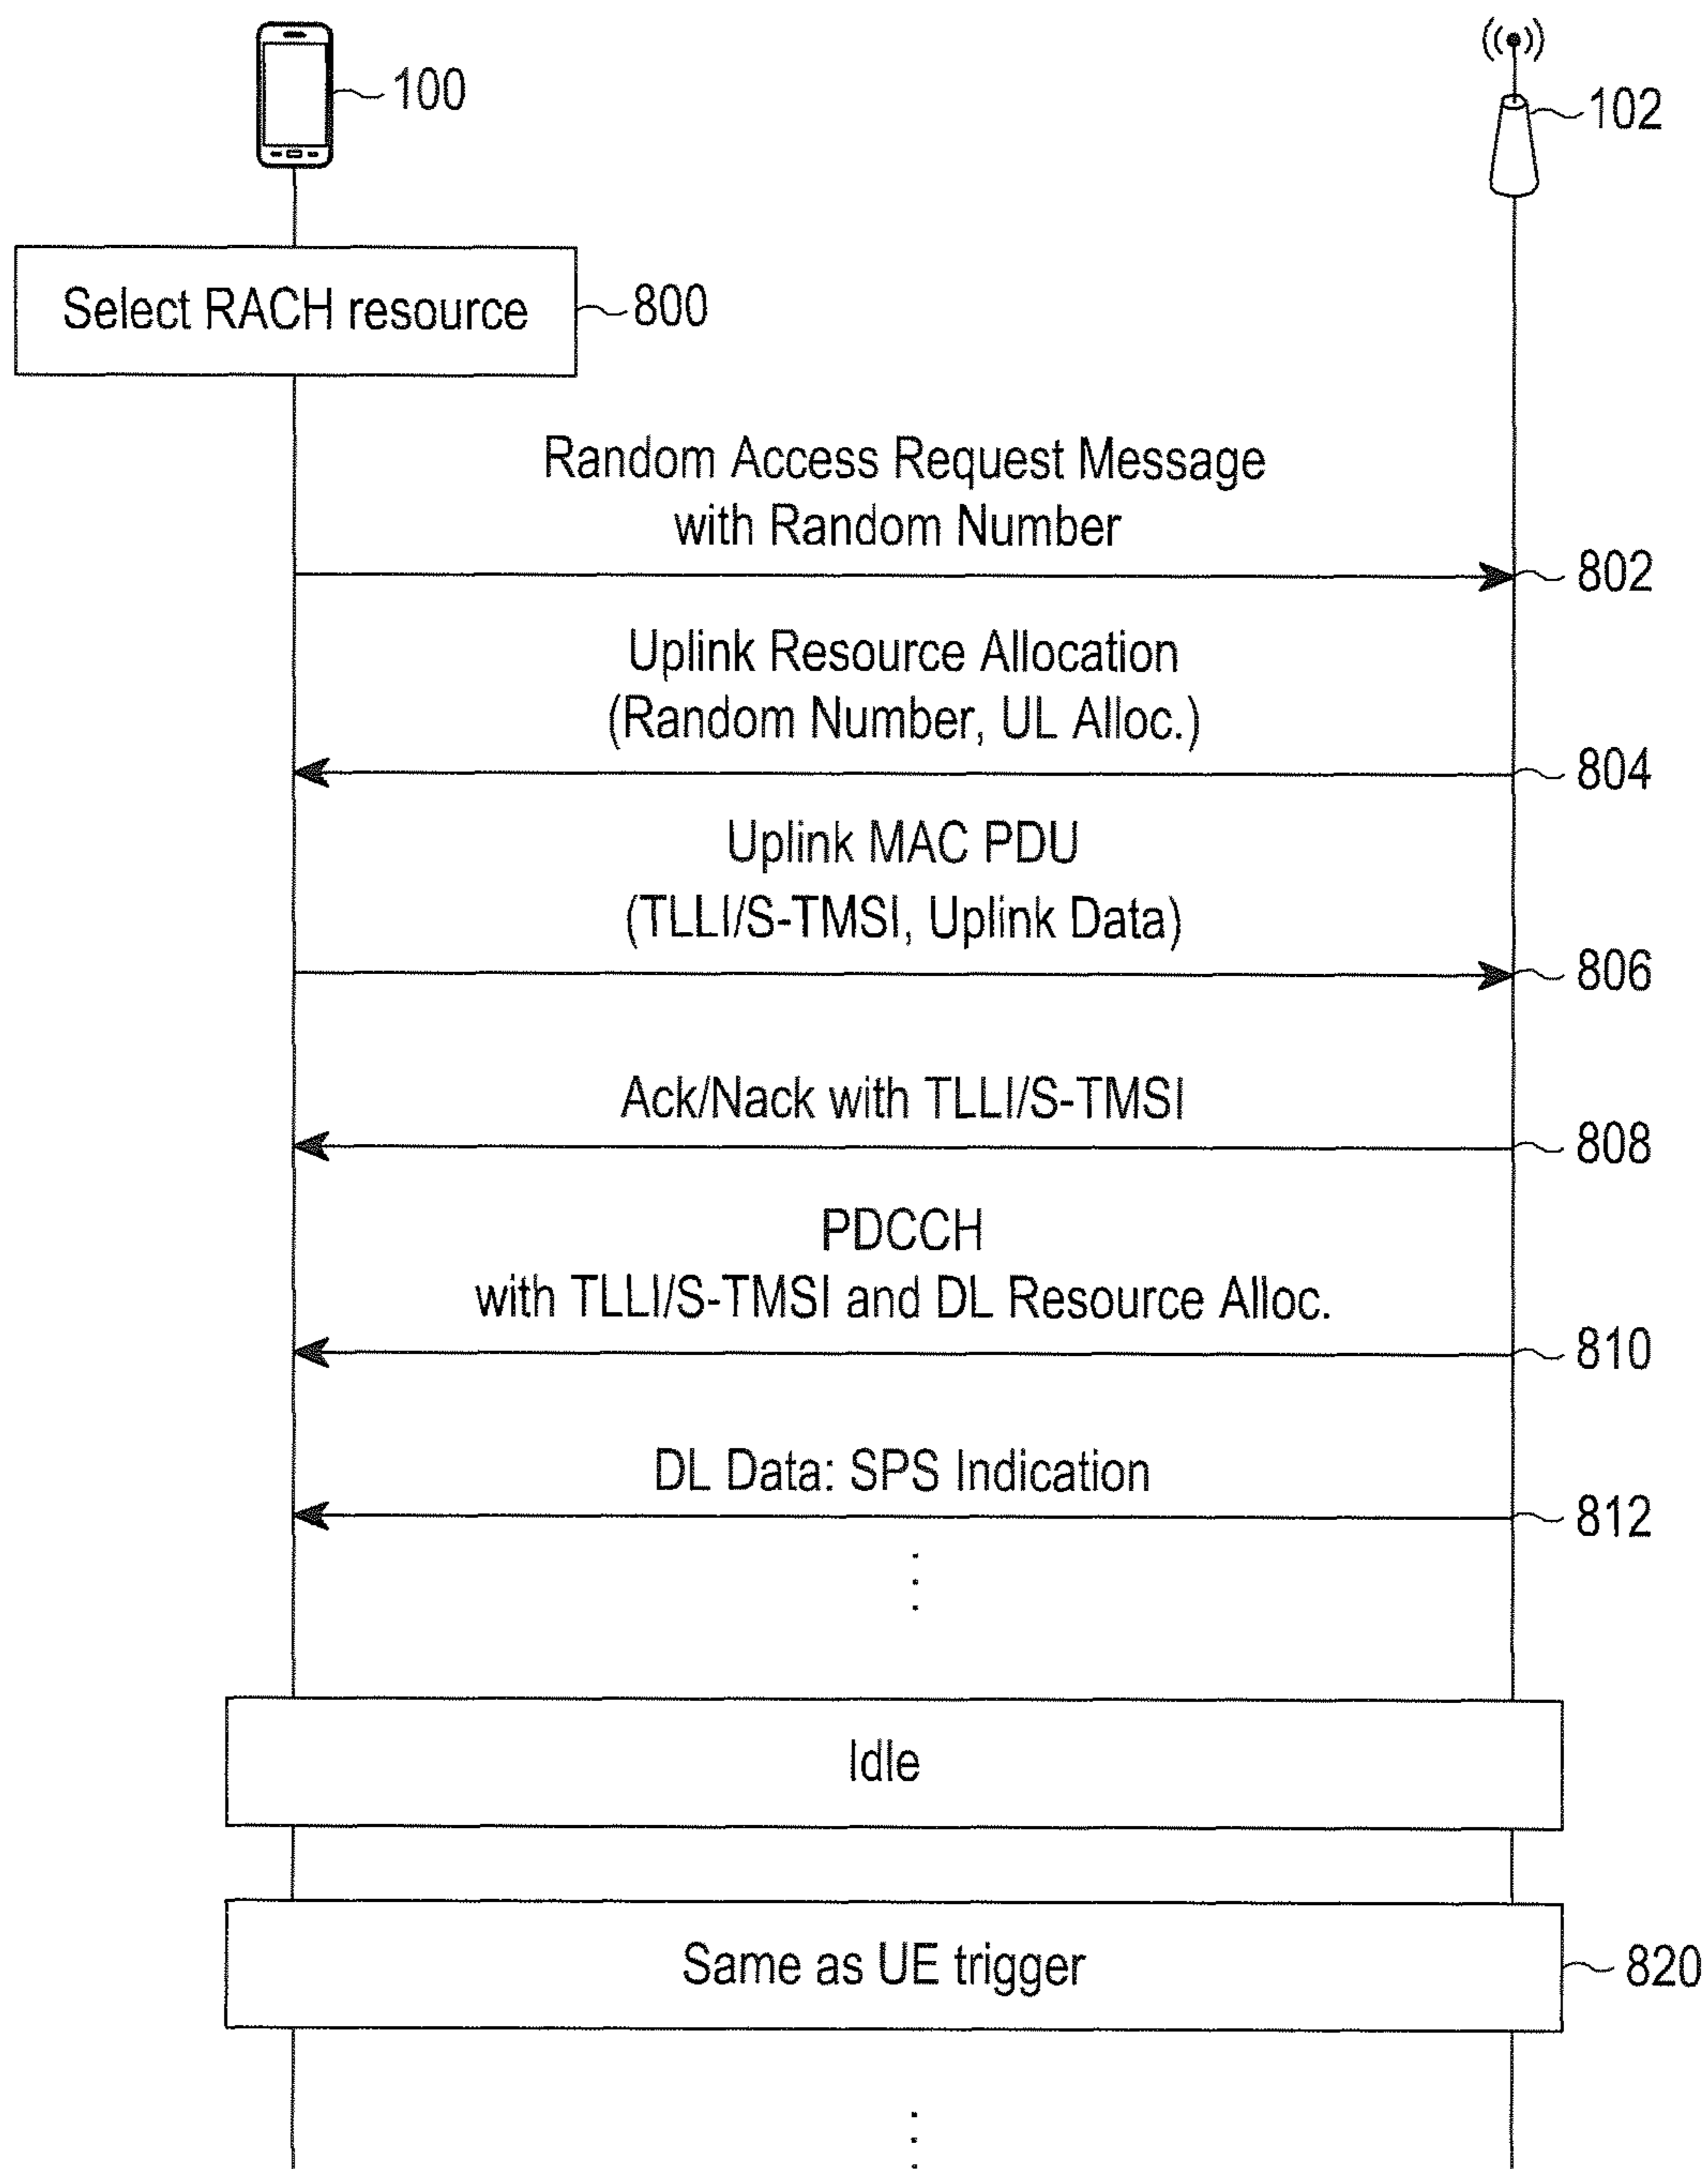 100
102
Select RACH resource
800
Random Access Request Message
with Random Number
802
Uplink Resource Allocation
(Random Number, UL Alloc.)
804
Uplink MAC PDU
(TLLI/S-TMSI, Uplink Data)
806
Ack/Nack with TLLI/S-TMSI
808
PDCCH
with TLLI/S-TMSI and DL Resource Alloc.
810
DL Data: SPS Indication
812
Idle
Same as UE trigger
820